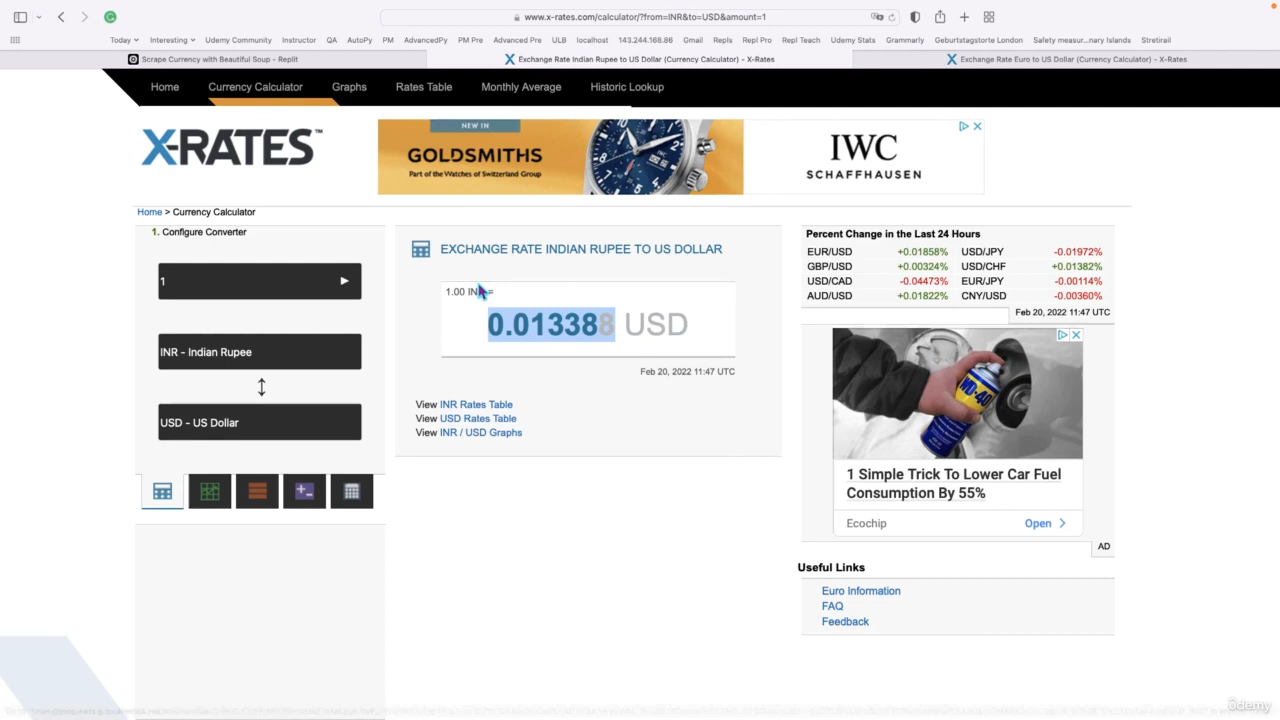 www.x-rates.com/calculator/?from=INR&to=USD&amount=1
Today Interesting Udemy Community Instructor QA AutoPy PM AdvancedPy PM Pre Advanced Pre ULB localhost 143.244.168.86 Gmail Repls Repl Pro Repl Teach Udemy Stats Grammarly Geburtstagstorte London Safety measur...nary Islands Stretirail
Scrape Currency with Beautiful Soup - Replit
Exchange Rate Indian Rupee to US Dollar (Currency Calculator) - X-Rates
Exchange Rate Euro to US Dollar (Currency Calculator) - X-Rates
Home Currency Calculator Graphs Rates Table Monthly Average Historic Lookup
X-RATES™
NEW IN
GOLDSMITHS
Part of the Watches of Switzerland Group
IWC
SCHAFFHAUSEN
Home > Currency Calculator
1. Configure Converter
1
INR - Indian Rupee
USD - US Dollar
EXCHANGE RATE INDIAN RUPEE TO US DOLLAR
1.00 INR =
0.013388 USD
Feb 20, 2022 11:47 UTC
View INR Rates Table
View USD Rates Table
View INR / USD Graphs
Percent Change in the Last 24 Hours
EUR/USD +0.01858% USD/JPY -0.01972%
GBP/USD +0.00324% USD/CHF +0.01382%
USD/CAD -0.04473% EUR/JPY -0.00114%
AUD/USD +0.01822% CNY/USD -0.00360%
Feb 20, 2022 11:47 UTC
WD-40
1 Simple Trick To Lower Car Fuel
Consumption By 55%
Ecochip Open
AD
Useful Links
Euro Information
FAQ
Feedback
ûdemy